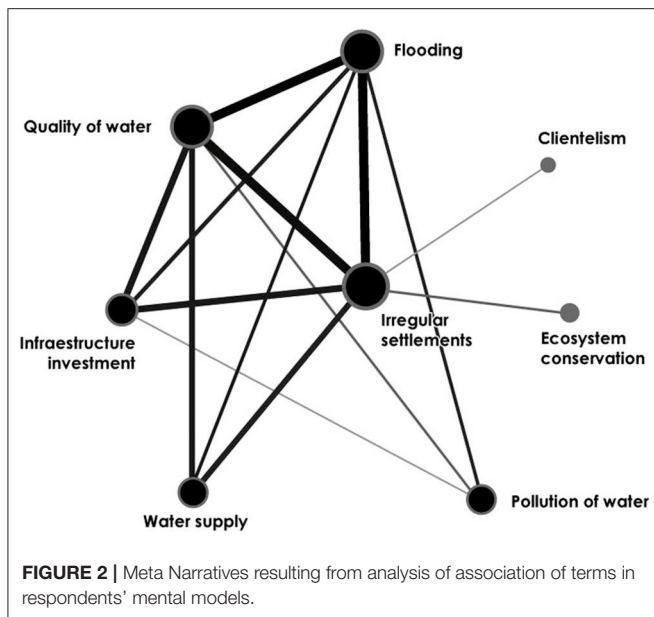 Flooding
Quality of water
Clientelism
Irregular
settlements
Infraestructure
investment
Ecosystem
conservation
Water supply
Pollution of water
FIGURE 2 | Meta Narratives resulting from analysis of association of terms in
respondents' mental models.